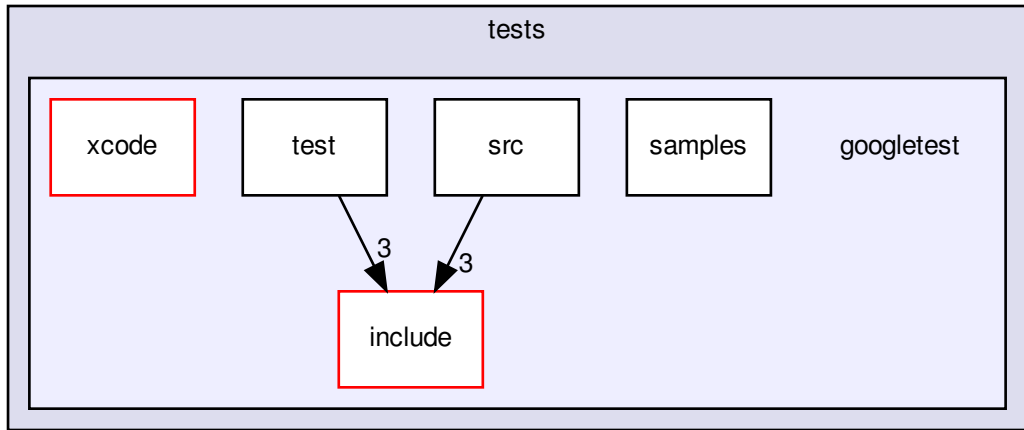 tests
xcode
test
src
samples
googletest
3
3
include